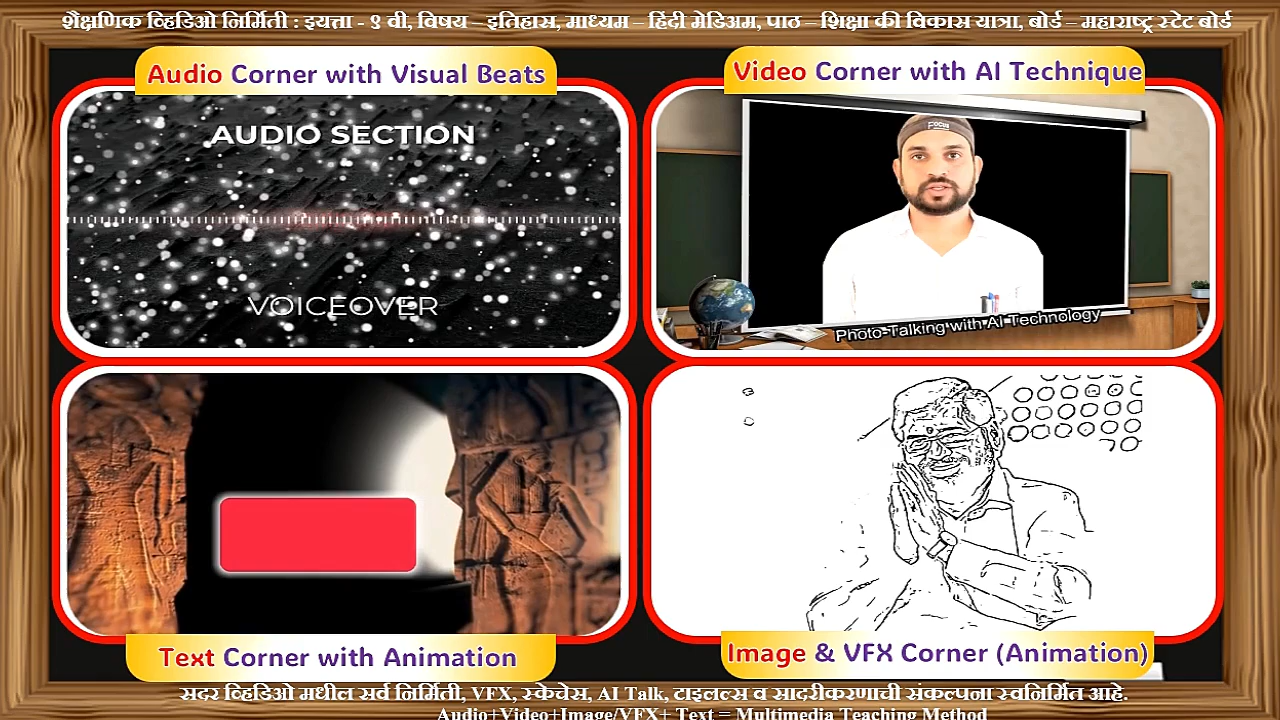 शैक्षणिक व्हिडिओ निर्मिती : इयत्ता - ९ वी, विषय – इतिहास, माध्यम – हिंदी मेडिअम, पाठ – शिक्षा की विकास यात्रा, बोर्ड – महाराष्ट्र स्टेट बोर्ड
Audio Corner with Visual Beats
Video Corner with AI Technique
AUDIO SECTION
VOICEOVER
FOCUS
Photo-Talking with AI Technology
Text Corner with Animation
Image & VFX Corner (Animation)
सदर व्हिडिओ मधील सर्व निर्मिती, VFX, स्केचेस, AI Talk, टाइलल्स व सादरीकरणाची संकल्पना स्वनिर्मित आहे.
Audio+Video+Image/VFX+ Text = Multimedia Teaching Method